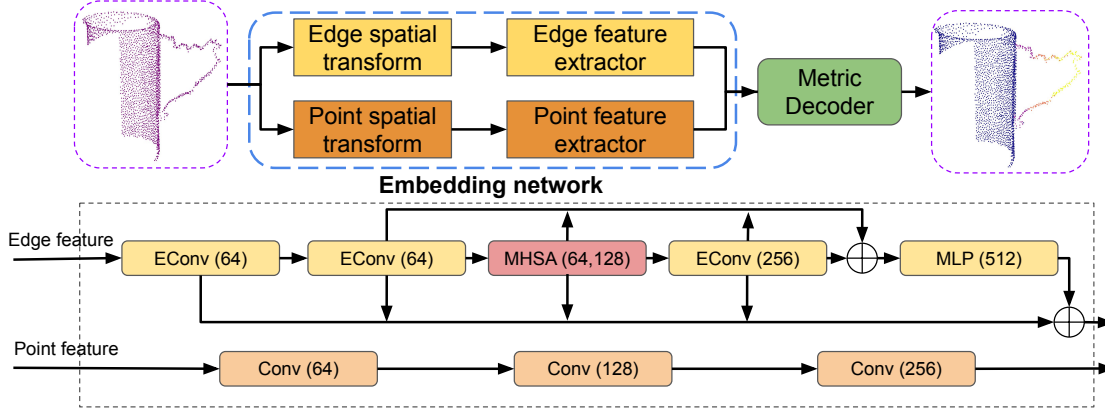 Edge spatial
transform
Edge feature
extractor
Point spatial
transform
Point feature
extractor
Metric
Decoder
Embedding network
Edge feature
EConv (64)
EConv (64)
MHSA (64,128)
EConv (256)
MLP (512)
Point feature
Conv (64)
Conv (128)
Conv (256)